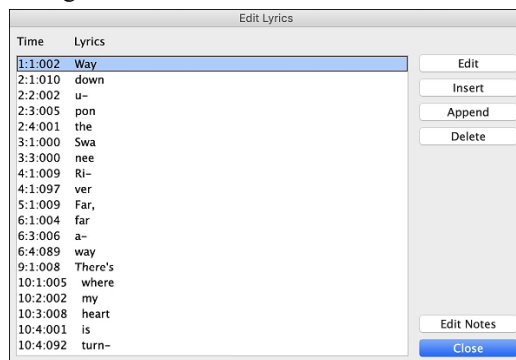 Edit Lyrics
Time Lyrics
1:1:002 Way
2:1:010 down
2:2:002 u-
2:3:005 pon
2:4:001 the
3:1:000 Swa
3:3:000 nee
4:1:009 Ri-
4:1:097 ver
5:1:009 Far,
6:1:004 far
6:3:006 a-
6:4:089 way
9:1:008 There's
10:1:005 where
10:2:002 my
10:3:008 heart
10:4:001 is
10:4:092 turn-
Edit
Insert
Append
Delete
Edit Notes
Close